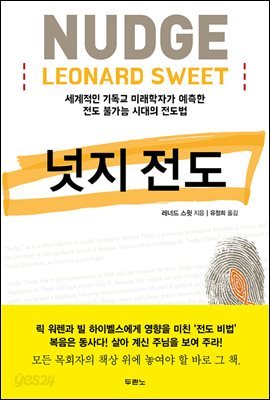 NUDGE
LEONARD SWEET
세계적인 기독교 미래학자가 예측한
전도 불가능 시대의 전도법
넛지 전도
레너드 스윗 지음 | 유정희 옮김
릭 워렌과 빌 하이벨스에게 영향을 미친 ‘전도 비법’
복음은 동사다! 살아 계신 주님을 보여 주라!
모든 목회자의 책상 위에 놓여야 할 바로 그 책.
두란노
yes24